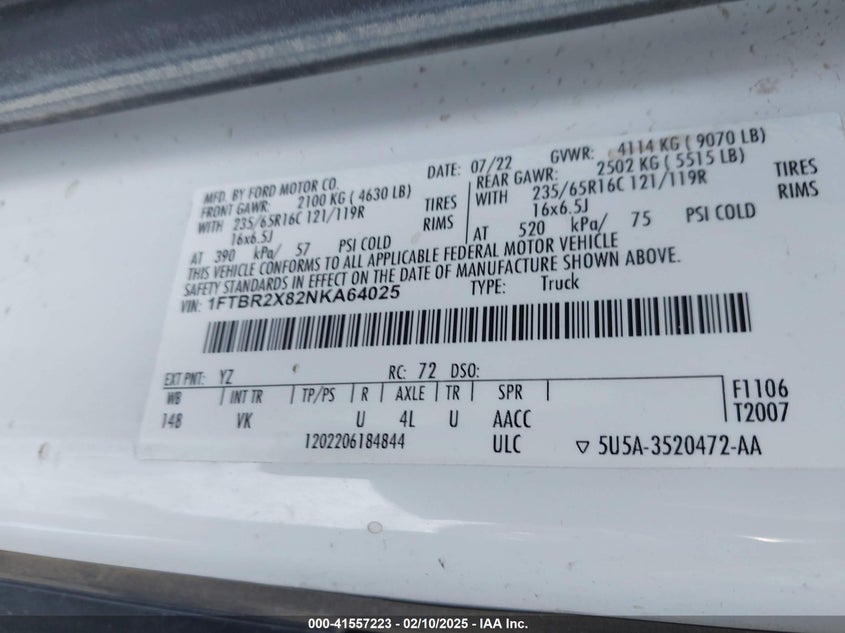 MFD. BY FORD MOTOR CO.
DATE: 07/22 GVWR: 4114 KG ( 9070 LB)
FRONT GAWR: 2100 KG ( 4630 LB) REAR GAWR: 2502 KG ( 5515 LB)
WITH 235/65R16C 121/119R TIRES WITH 235/65R16C 121/119R TIRES
16x6.5J RIMS 16x6.5J RIMS
AT 390 kPa/ 57 PSI COLD AT 520 kPa/ 75 PSI COLD
THIS VEHICLE CONFORMS TO ALL APPLICABLE FEDERAL MOTOR VEHICLE
SAFETY STANDARDS IN EFFECT ON THE DATE OF MANUFACTURE SHOWN ABOVE.
VIN: 1FTBR2X82NKA64025 TYPE: Truck
EXT PNT: YZ RC: 72 DSO:
WB INT TR TP/PS R AXLE TR SPR F1106
148 VK U 4L U AACC T2007
1202206184844 ULC ▽ 5U5A-3520472-AA
000-41557223 — 02/10/2025 — IAA Inc.